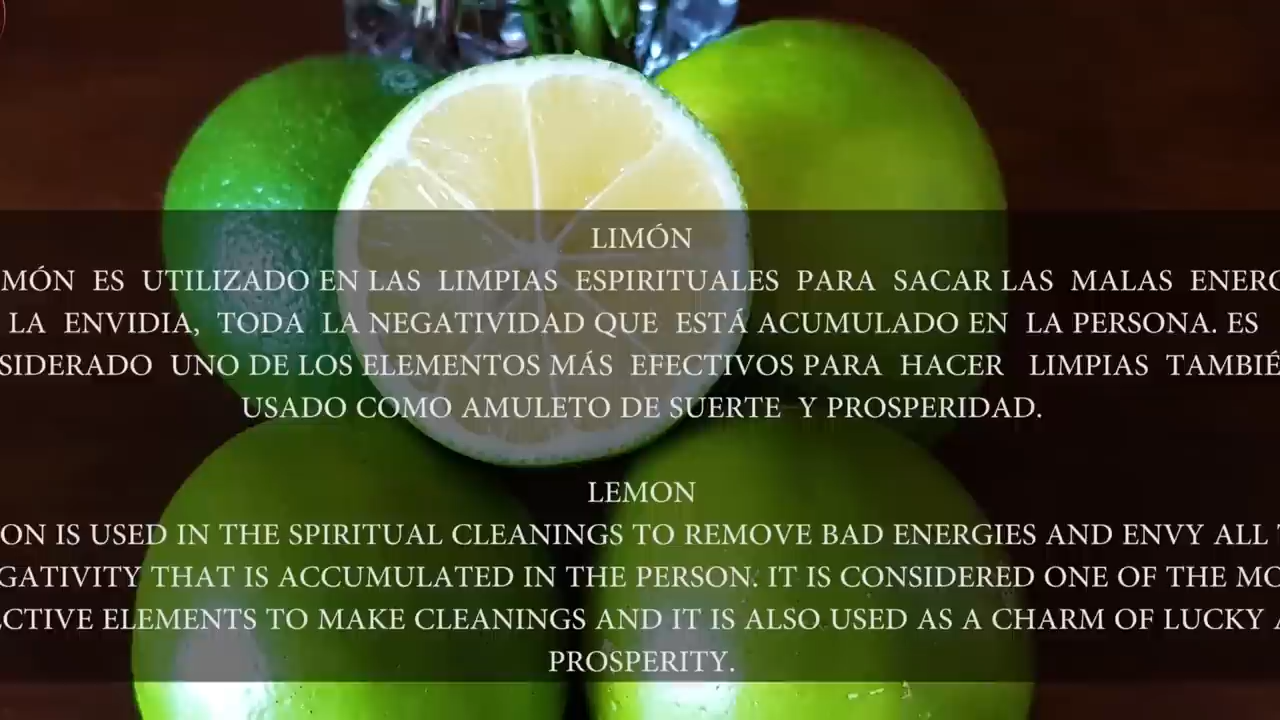 LIMÓN
MÓN ES UTILIZADO EN LAS LIMPIAS ESPIRITUALES PARA SACAR LAS MALAS ENERG
LA ENVIDIA, TODA LA NEGATIVIDAD QUE ESTÁ ACUMULADO EN LA PERSONA. ES
SIDERADO UNO DE LOS ELEMENTOS MÁS EFECTIVOS PARA HACER LIMPIAS TAMBIÉ
USADO COMO AMULETO DE SUERTE Y PROSPERIDAD.
LEMON
ON IS USED IN THE SPIRITUAL CLEANINGS TO REMOVE BAD ENERGIES AND ENVY ALL
GATIVITY THAT IS ACCUMULATED IN THE PERSON. IT IS CONSIDERED ONE OF THE MO
ECTIVE ELEMENTS TO MAKE CLEANINGS AND IT IS ALSO USED AS A CHARM OF LUCKY A
PROSPERITY.